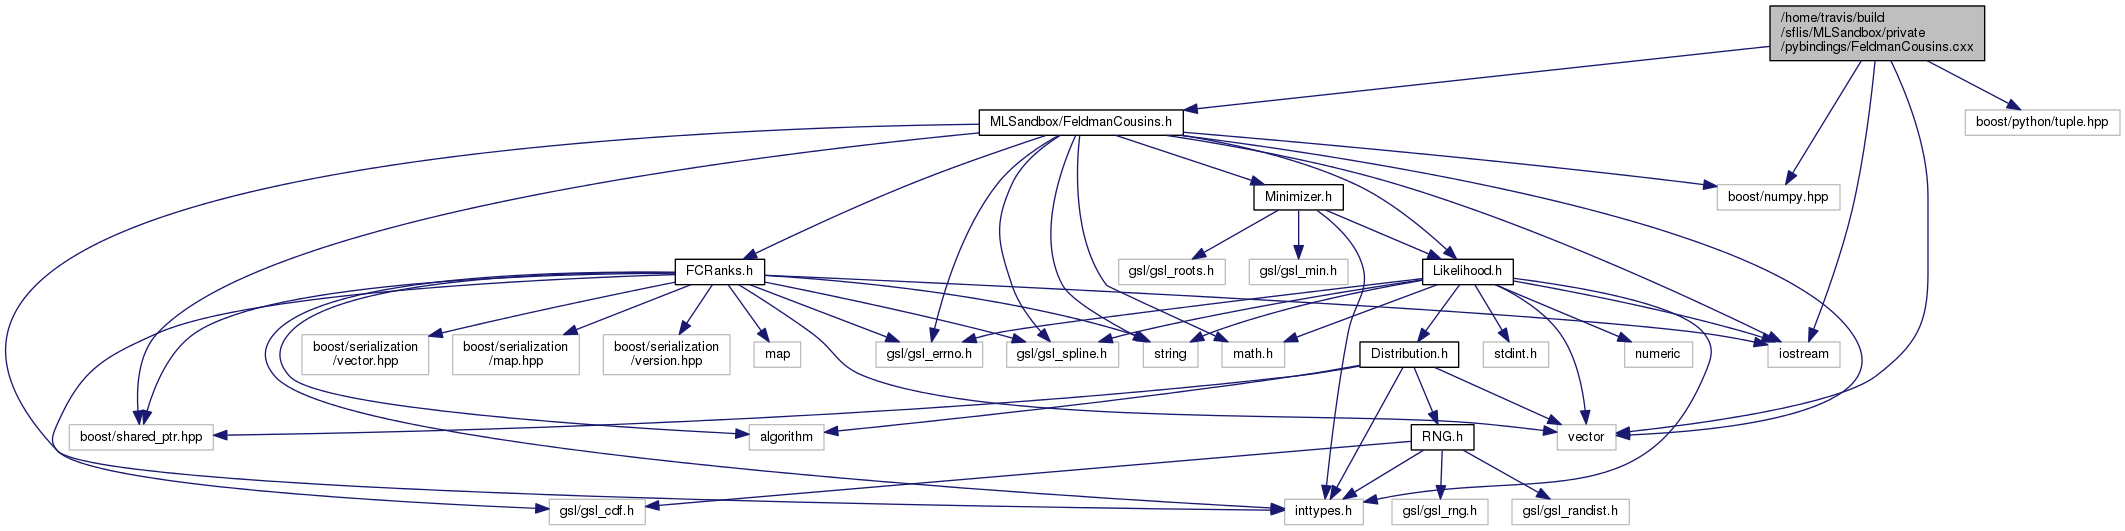 /home/travis/build
/sflis/MLSandbox/private
/pybindings/FeldmanCousins.cxx
MLSandbox/FeldmanCousins.h
boost/python/tuple.hpp
Minimizer.h
boost/numpy.hpp
FCRanks.h
gsl/gsl_roots.h
gsl/gsl_min.h
Likelihood.h
boost/serialization
/vector.hpp
boost/serialization
/map.hpp
boost/serialization
/version.hpp
map
gsl/gsl_errno.h
gsl/gsl_spline.h
string
math.h
Distribution.h
stdint.h
numeric
iostream
boost/shared_ptr.hpp
algorithm
RNG.h
vector
gsl/gsl_cdf.h
inttypes.h
gsl/gsl_rng.h
gsl/gsl_randist.h